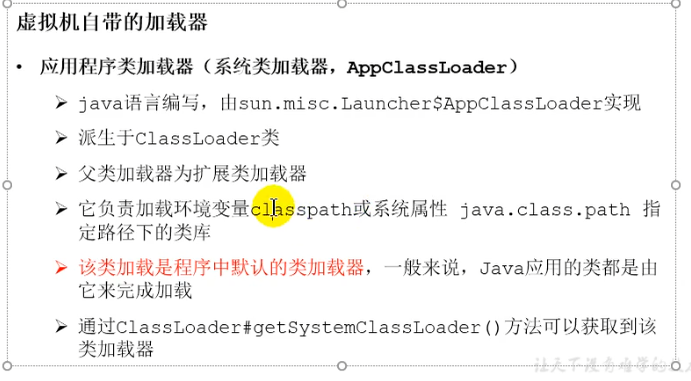 虚拟机自带的加载器
• 应用程序类加载器（系统类加载器，AppClassLoader）
➢ java语言编写，由sun.misc.Launcher$AppClassLoader实现
➢ 派生于ClassLoader类
➢ 父类加载器为扩展类加载器
➢ 它负责加载环境变量classpath或系统属性 java.class.path 指
定路径下的类库
➢ 该类加载是程序中默认的类加载器，一般来说，Java应用的类都是由
它来完成加载
➢ 通过ClassLoader#getSystemClassLoader()方法可以获取到该
类加载器
让天下没有难学的